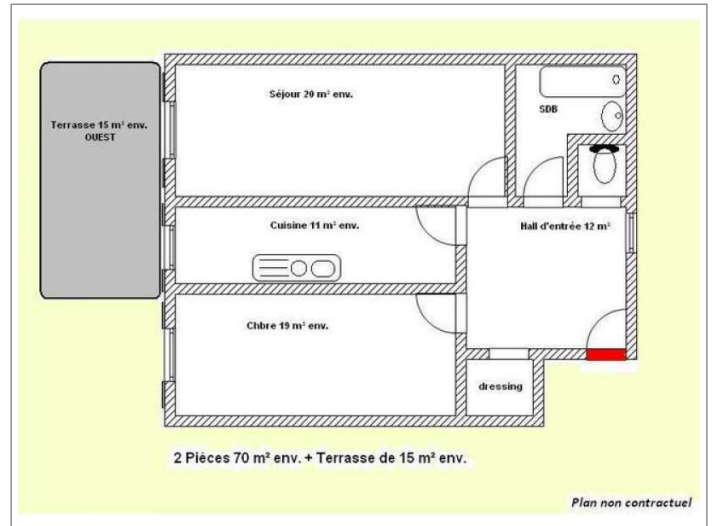 Séjour 20 m² env.
SDB
Terrasse 15 m² env.
OUEST
Cuisine 11 m² env.
Hall d'entrée 12 m²
Chbre 19 m² env.
dressing
2 Pièces 70 m² env. + Terrasse de 15 m² env.
Plan non contractuel